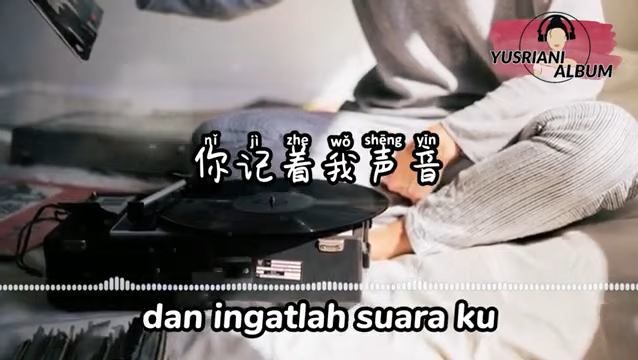 YUSRIANI
ALBUM
nǐ jì zhe wǒ shēng yīn
你记着我声音
dan ingatlah suara ku